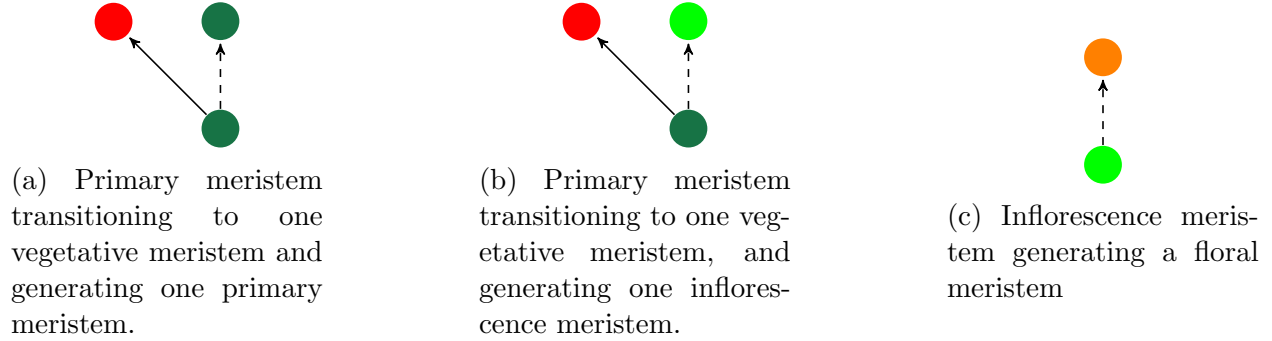 (a) Primary meristem
transitioning to one
vegetative meristem and
generating one primary
meristem.
(b) Primary meristem
transitioning to one veg-
etative meristem, and
generating one inflores-
cence meristem.
(c) Inflorescence meris-
tem generating a floral
meristem